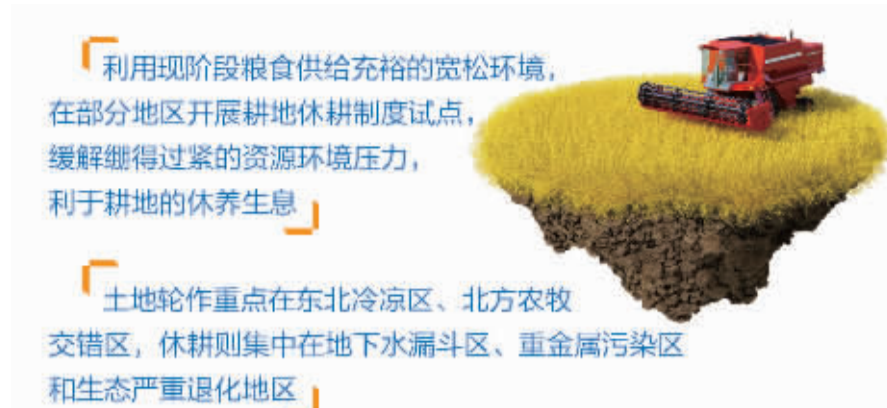 利用现阶段粮食供给充裕的宽松环境，
在部分地区开展耕地休耕制度试点，
缓解绷得过紧的资源环境压力，
利于耕地的休养生息
土地轮作重点在东北冷凉区、北方农牧
交错区，休耕则集中在地下水漏斗区、重金属污染区
和生态严重退化地区